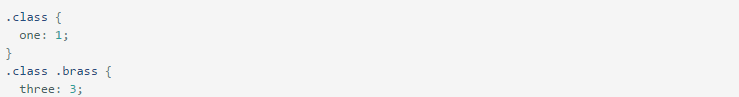 .class {
  one: 1;
}
.class .brass {
  three: 3;